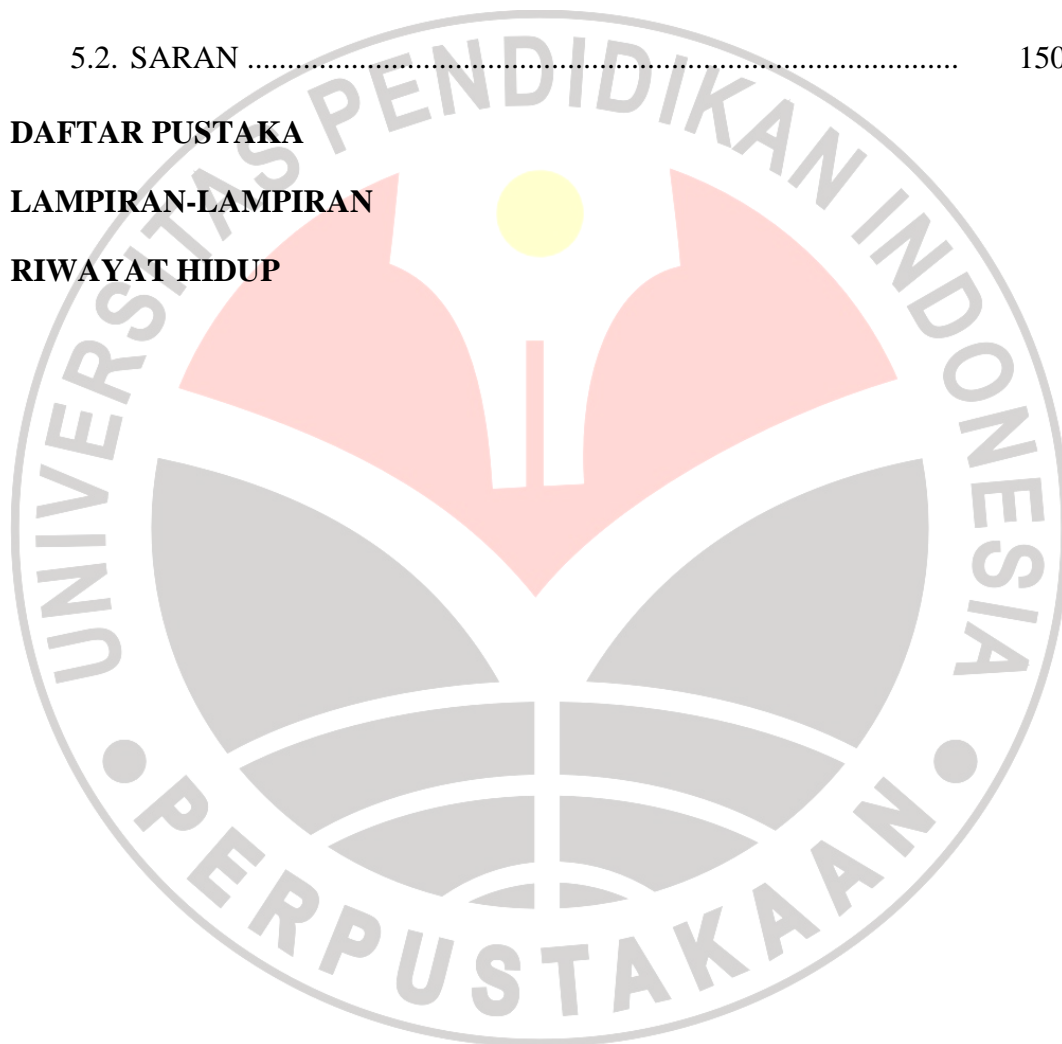 5.2. SARAN ......................................................................................... 150
DAFTAR PUSTAKA
LAMPIRAN-LAMPIRAN
RIWAYAT HIDUP
UNIVERSITAS PENDIDIKAN INDONESIA
PERPUSTAKAAN